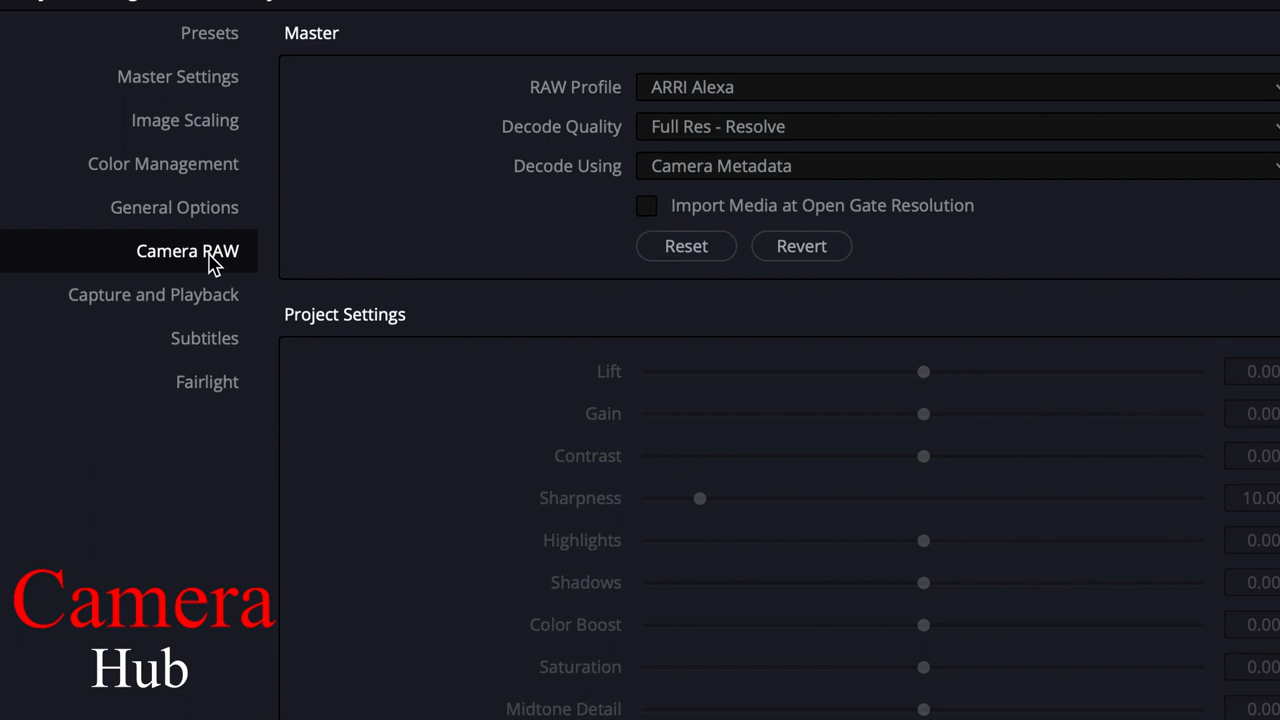 Presets
Master Settings
Image Scaling
Color Management
General Options
Camera RAW
Capture and Playback
Subtitles
Fairlight
Master
RAW Profile ARRI Alexa
Decode Quality Full Res - Resolve
Decode Using Camera Metadata
Import Media at Open Gate Resolution
Reset Revert
Project Settings
Lift 0.00
Gain 0.00
Contrast 0.00
Sharpness 10.00
Highlights 0.00
Shadows 0.00
Color Boost 0.00
Saturation 0.00
Midtone Detail 0.00
Camera
Hub